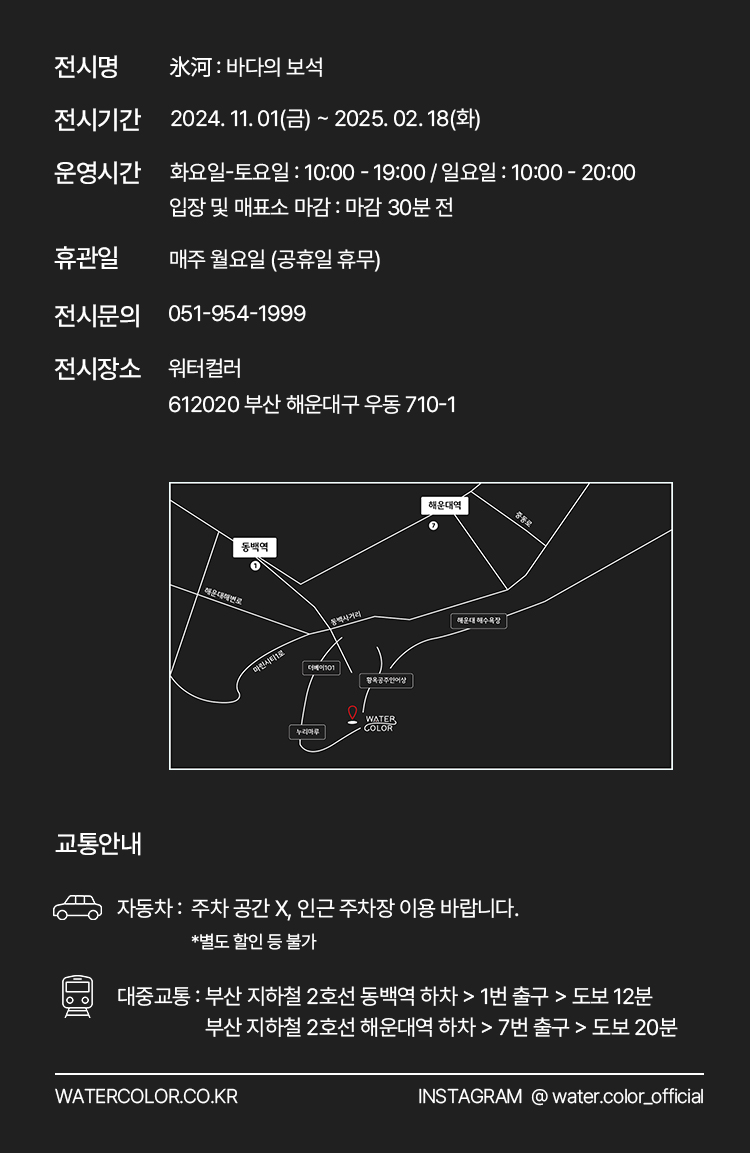 전시명 氷河 : 바다의 보석
전시기간 2024. 11. 01(금) ~ 2025. 02. 18(화)
운영시간 화요일-토요일 : 10:00 - 19:00 / 일요일 : 10:00 - 20:00
입장 및 매표소 마감 : 마감 30분 전
휴관일 매주 월요일 (공휴일 휴무)
전시문의 051-954-1999
전시장소 워터컬러
612020 부산 해운대구 우동 710-1
해운대역
7
중동로
동백역
1
해운대해변로
동백사거리
해운대 해수욕장
마린시티1로
더베이101
황옥공주인어상
WATER
COLOR
누리마루
교통안내
자동차 : 주차 공간 X, 인근 주차장 이용 바랍니다.
*별도 할인 등 불가
대중교통 : 부산 지하철 2호선 동백역 하차 > 1번 출구 > 도보 12분
부산 지하철 2호선 해운대역 하차 > 7번 출구 > 도보 20분
WATERCOLOR.CO.KR INSTAGRAM @ water.color_official